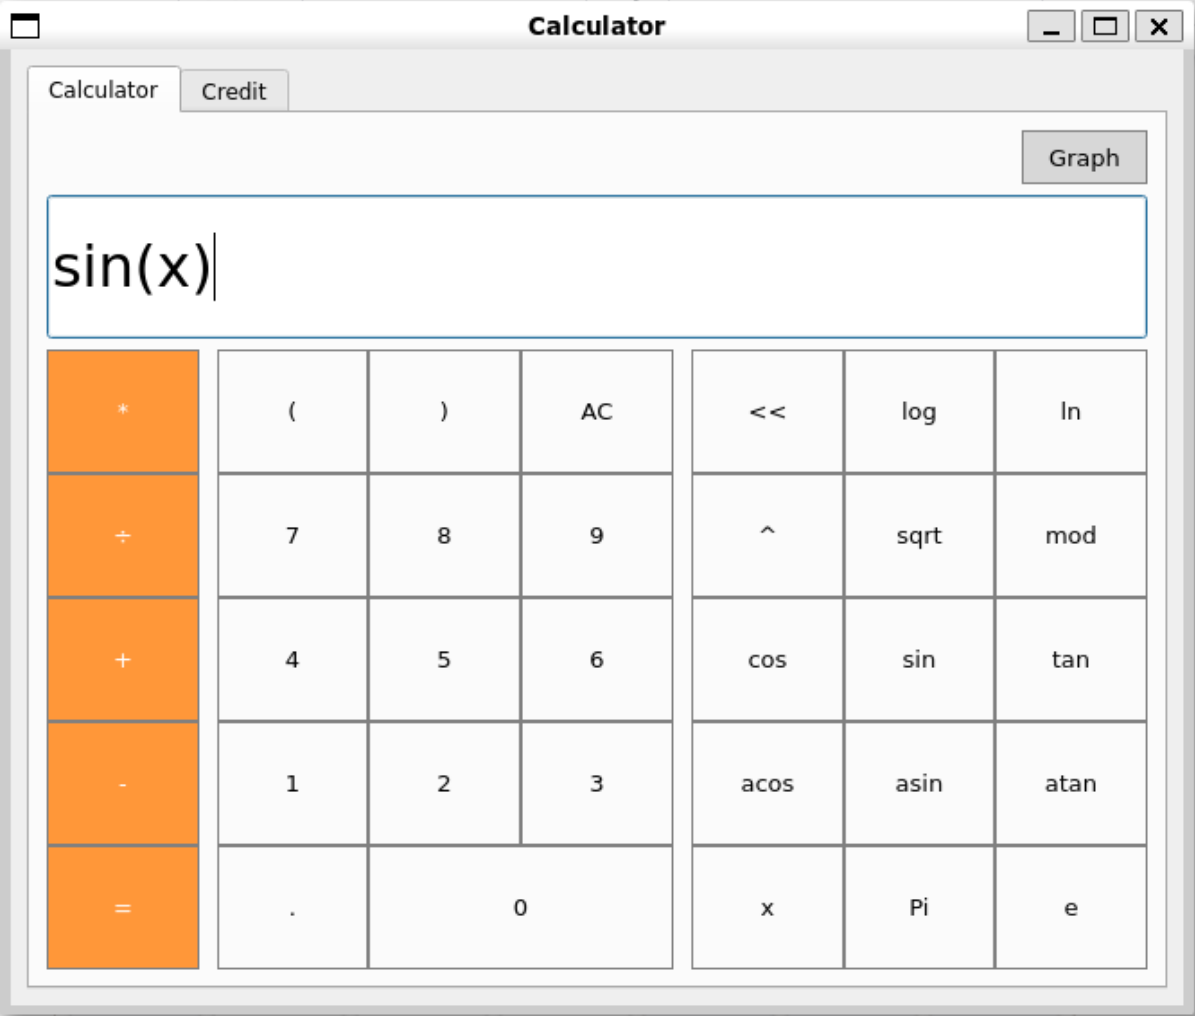 Calculator
Calculator Credit
Graph
sin(x)
* ( ) AC << log ln
÷ 7 8 9 ^ sqrt mod
+ 4 5 6 cos sin tan
- 1 2 3 acos asin atan
= . 0 x Pi e